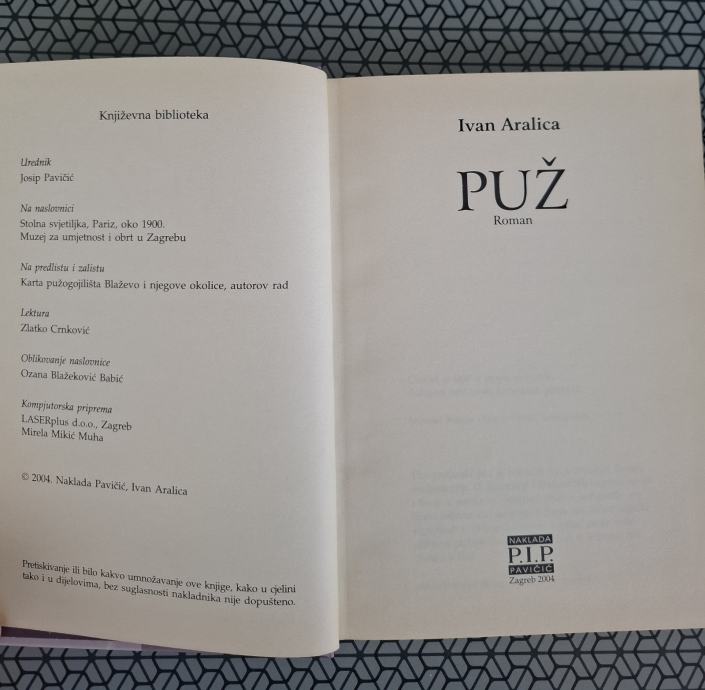 Književna biblioteka
Urednik
Josip Pavičić
Na naslovnici
Stolna svjetiljka, Pariz, oko 1900.
Muzej za umjetnost i obrt u Zagrebu
Na predlistu i zalistu
Karta pužogojilišta Blaževo i njegove okolice, autorov rad
Lektura
Zlatko Crnković
Oblikovanje naslovnice
Ozana Blažeković Babić
Kompjutorska priprema
LASERplus d.o.o., Zagreb
Mirela Mikić Muha
© 2004. Naklada Pavičić, Ivan Aralica
Pretiskivanje ili bilo kakvo umnožavanje ove knjige, kako u cjelini
tako i u dijelovima, bez suglasnosti nakladnika nije dopušteno.
Ivan Aralica
PUŽ
Roman
NAKLADA
P.I.P.
PAVIČIĆ
Zagreb 2004